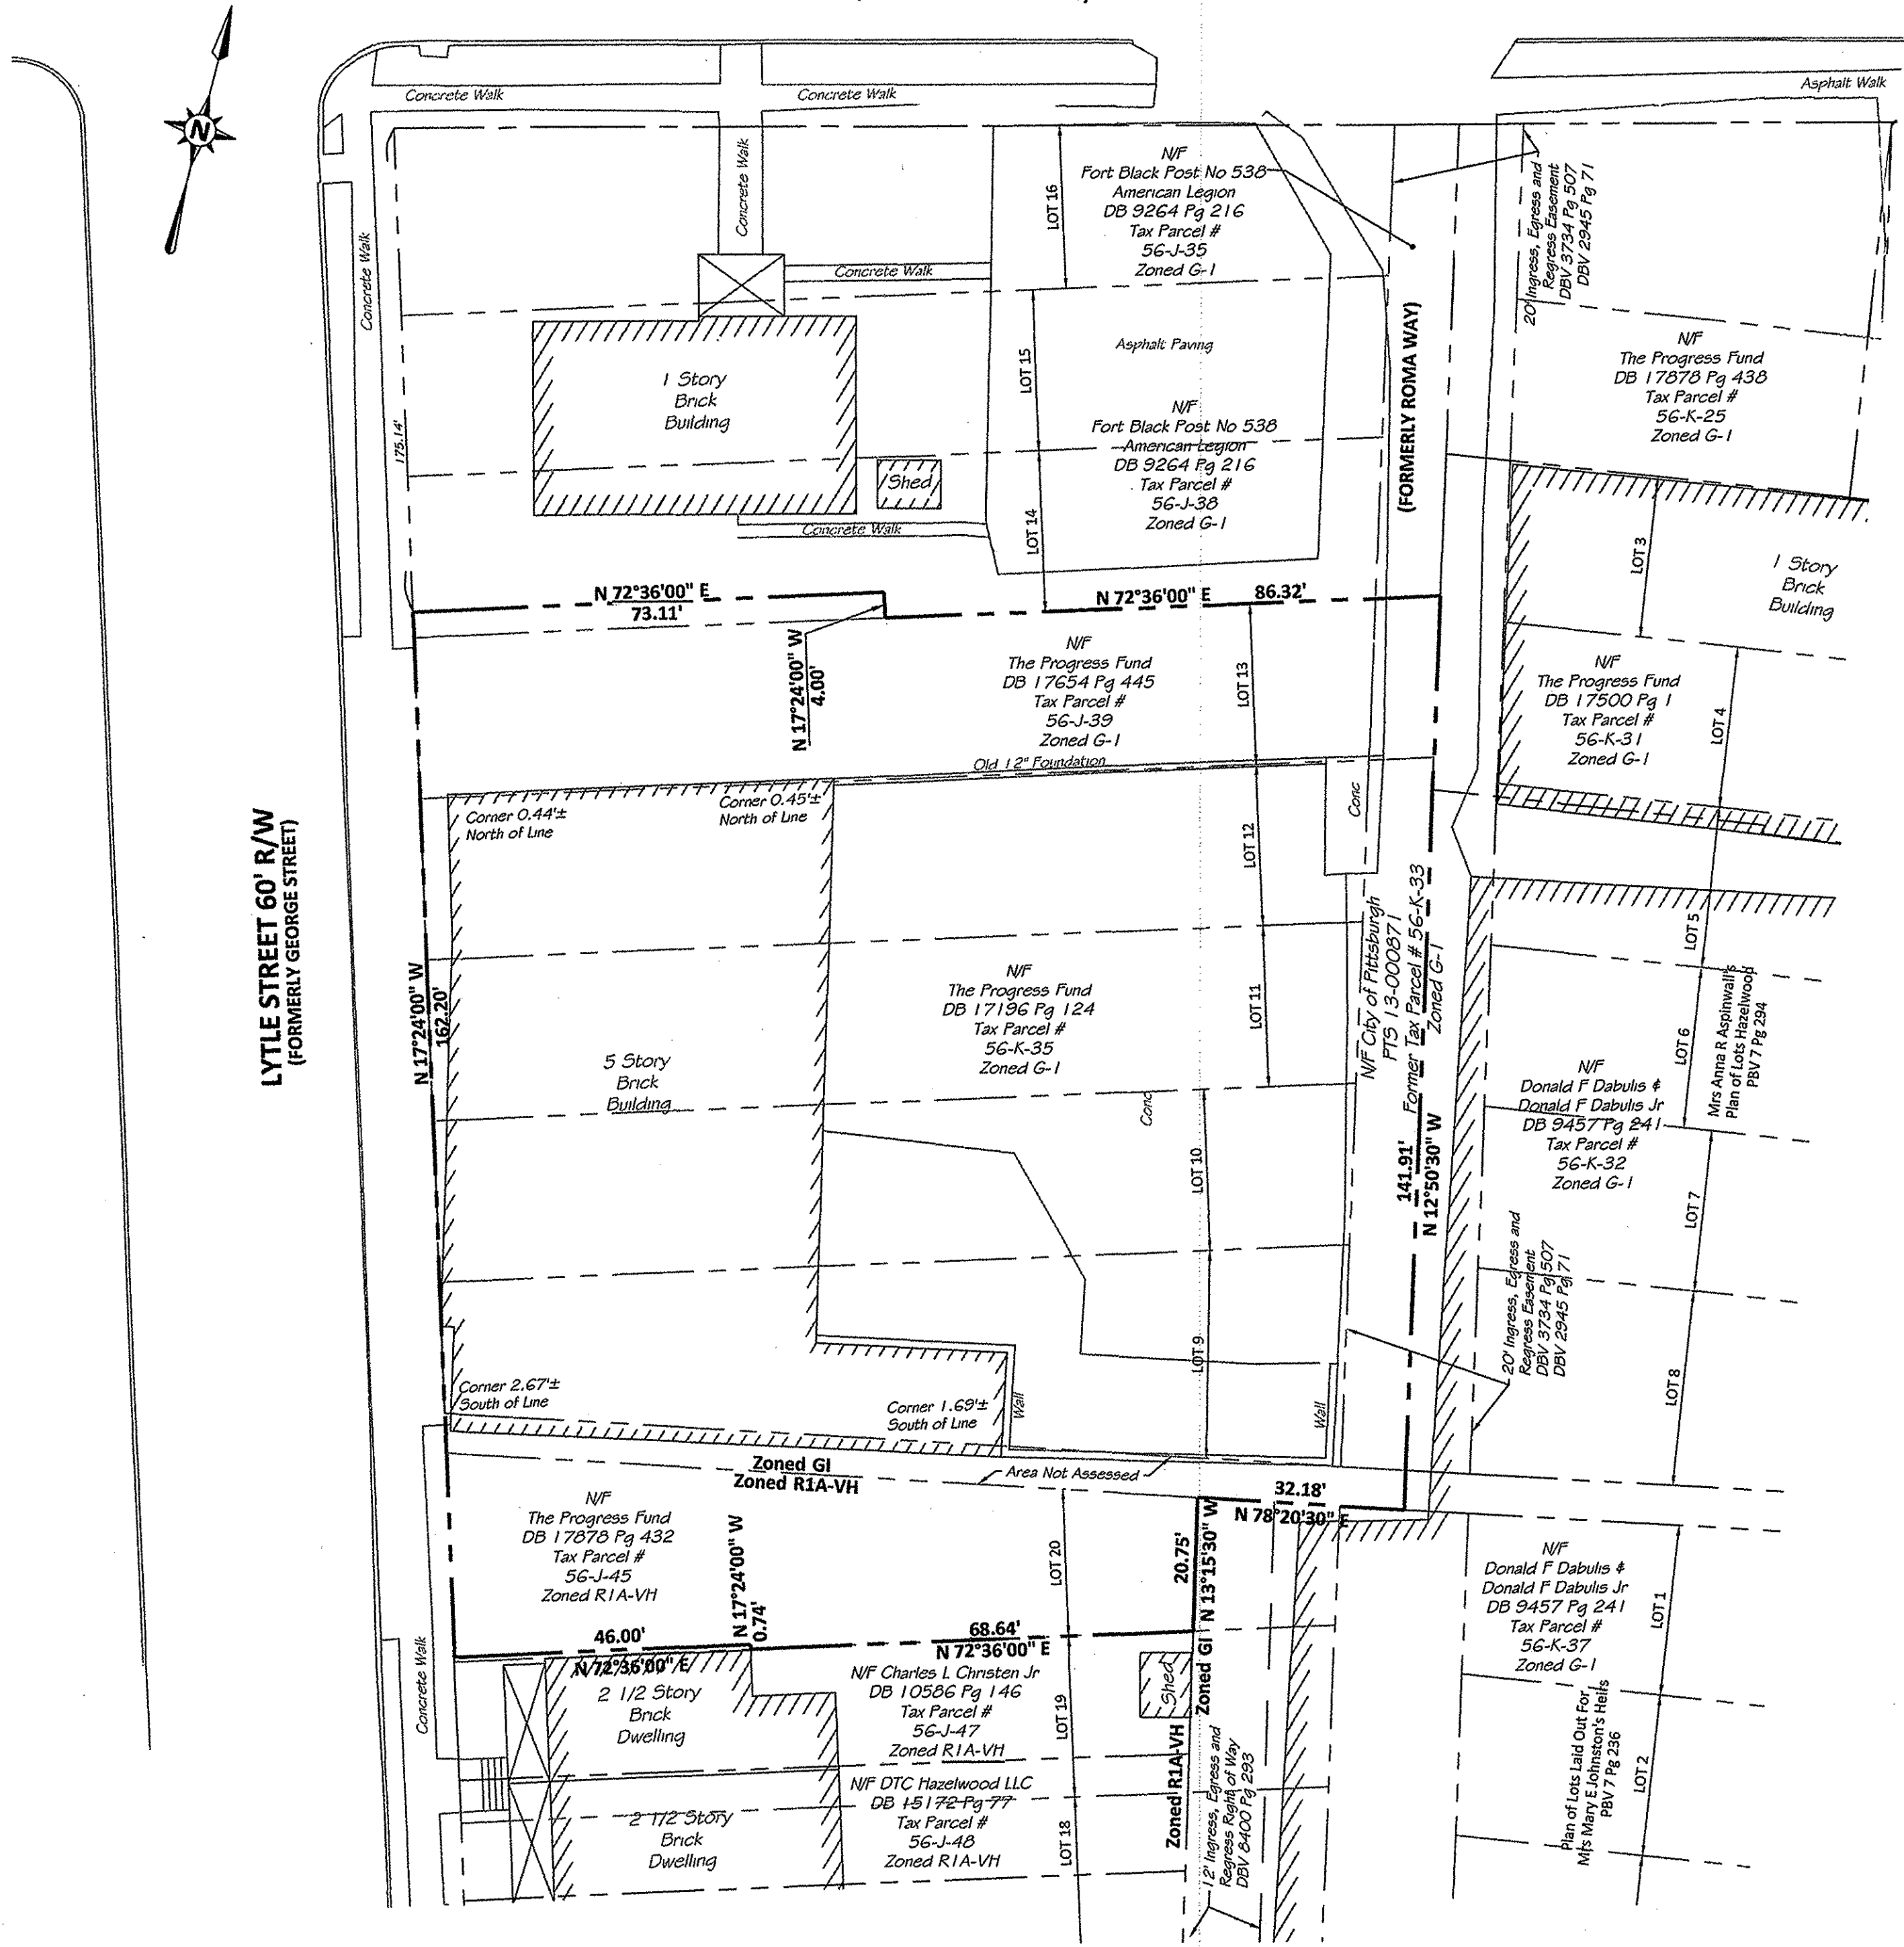 N
Concrete Walk
Concrete Walk
Asphalt Walk
Concrete Walk
Concrete Walk
Concrete Walk
LOT 16
N/F
Fort Black Post No 538
American Legion
DB 9264 Pg 216
Tax Parcel #
56-J-35
Zoned G-1
20' Ingress, Egress and
Regress Easement
DBV 3734 Pg 507
DBV 2945 Pg 71
(FORMERLY ROMA WAY)
N/F
The Progress Fund
DB 17878 Pg 438
Tax Parcel #
56-K-25
Zoned G-1
175.14'
1 Story
Brick
Building
LOT 15
Asphalt Paving
N/F
Fort Black Post No 538
American Legion
DB 9264 Pg 216
Tax Parcel #
56-J-38
Zoned G-1
Shed
Concrete Walk
LOT 14
LOT 3
1 Story
Brick
Building
N 72°36'00" E
73.11'
N 72°36'00" E
86.32'
N 17°24'00" W
4.00'
N/F
The Progress Fund
DB 17654 Pg 445
Tax Parcel #
56-J-39
Zoned G-1
LOT 13
N/F
The Progress Fund
DB 17500 Pg 1
Tax Parcel #
56-K-31
Zoned G-1
LOT 4
Old 12" Foundation
Corner 0.44'±
North of Line
Corner 0.45'±
North of Line
Conc
LOT 12
LYTLE STREET 60' R/W
(FORMERLY GEORGE STREET)
N 17°24'00" W
162.20'
5 Story
Brick
Building
N/F
The Progress Fund
DB 17196 Pg 124
Tax Parcel #
56-K-35
Zoned G-1
LOT 11
N/F City of Pittsburgh
PTS 13-000871
Former Tax Parcel # 56-K-33
Zoned G-1
LOT 5
LOT 6
Mrs Anna R Aspinwall's
Plan of Lots Hazelwood
PBV 7 Pg 294
N/F
Donald F Dabulis &
Donald F Dabulis Jr
DB 9457 Pg 241
Tax Parcel #
56-K-32
Zoned G-1
Conc
LOT 10
141.91'
N 12°50'30" W
LOT 7
20' Ingress, Egress and
Regress Easement
DBV 3734 Pg 507
DBV 2945 Pg 71
LOT 9
LOT 8
Corner 2.67'±
South of Line
Corner 1.69'±
South of Line
Wall
Wall
Zoned GI
Zoned R1A-VH
Area Not Assessed
32.18'
N 78°20'30" E
N/F
The Progress Fund
DB 17878 Pg 432
Tax Parcel #
56-J-45
Zoned R1A-VH
N 17°24'00" W
0.74'
LOT 20
20.75'
N 13°15'30" W
N/F
Donald F Dabulis &
Donald F Dabulis Jr
DB 9457 Pg 241
Tax Parcel #
56-K-37
Zoned G-1
LOT 1
46.00'
N 72°36'00" E
68.64'
N 72°36'00" E
Concrete Walk
2 1/2 Story
Brick
Dwelling
N/F Charles L Christen Jr
DB 10586 Pg 146
Tax Parcel #
56-J-47
Zoned R1A-VH
LOT 19
Shed
Zoned GI
Zoned R1A-VH
12' Ingress, Egress and
Regress Right of Way
DBV 8400 Pg 293
Plan of Lots Laid Out For
Mrs Mary E Johnston's Heirs
PBV 7 Pg 236
LOT 2
2 1/2 Story
Brick
Dwelling
N/F DTC Hazelwood LLC
DB 15172 Pg 77
Tax Parcel #
56-J-48
Zoned R1A-VH
LOT 18